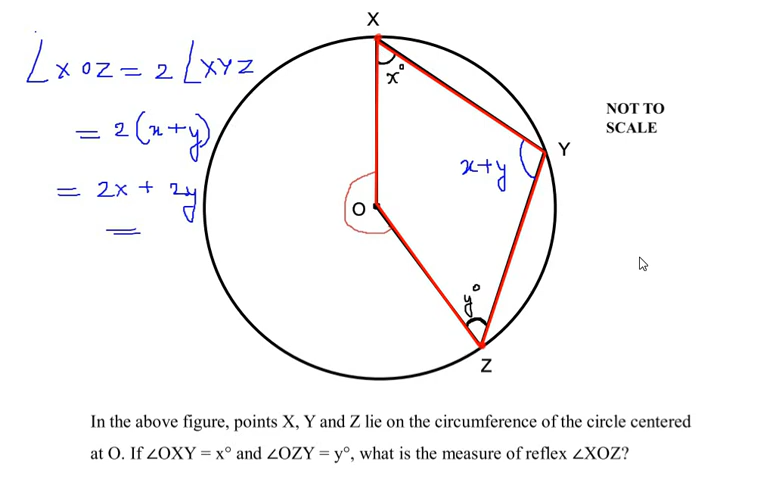 X
∠XOZ = 2 ∠XYZ
x°
= 2(x+y)
NOT TO
SCALE
Y
x+y
= 2x + 2y
O
y°
Z
In the above figure, points X, Y and Z lie on the circumference of the circle centered
at O. If ∠OXY = x° and ∠OZY = y°, what is the measure of reflex ∠XOZ?